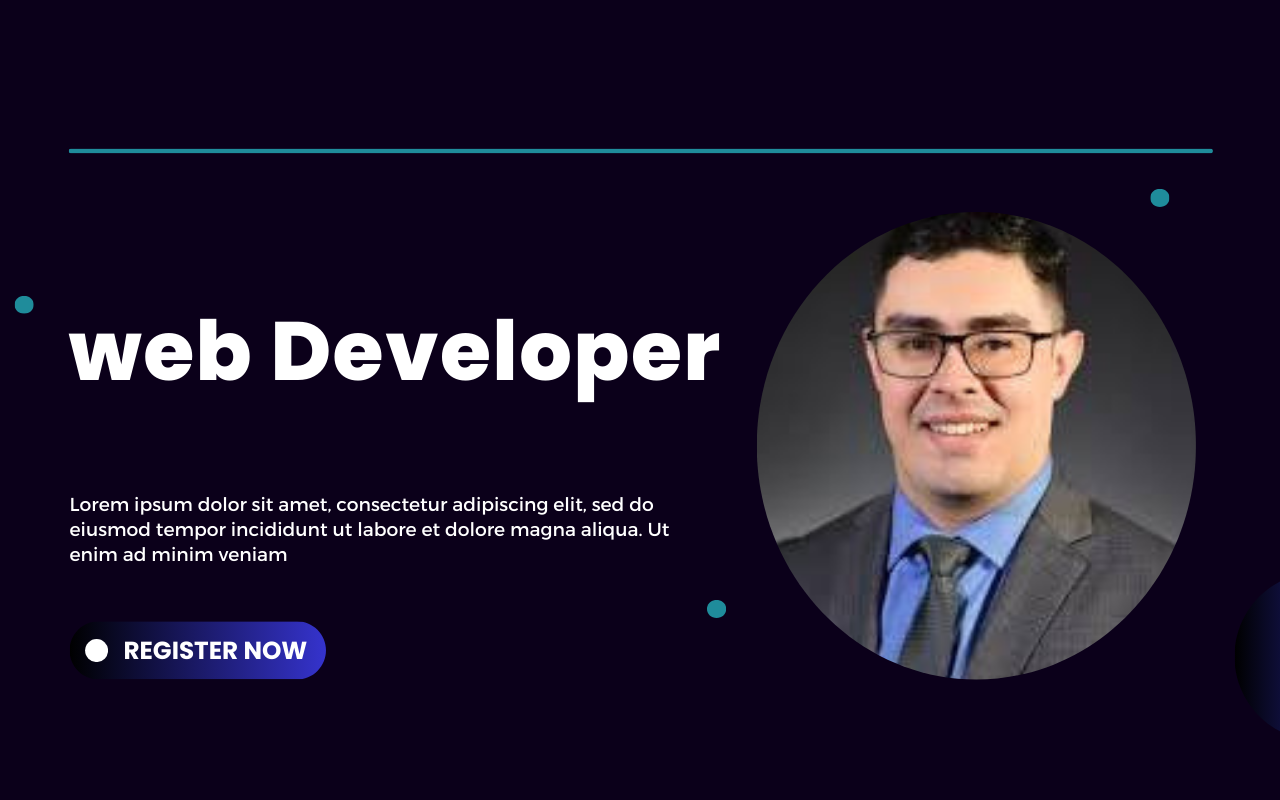 web Developer
Lorem ipsum dolor sit amet, consectetur adipiscing elit, sed do
eiusmod tempor incididunt ut labore et dolore magna aliqua. Ut
enim ad minim veniam
REGISTER NOW